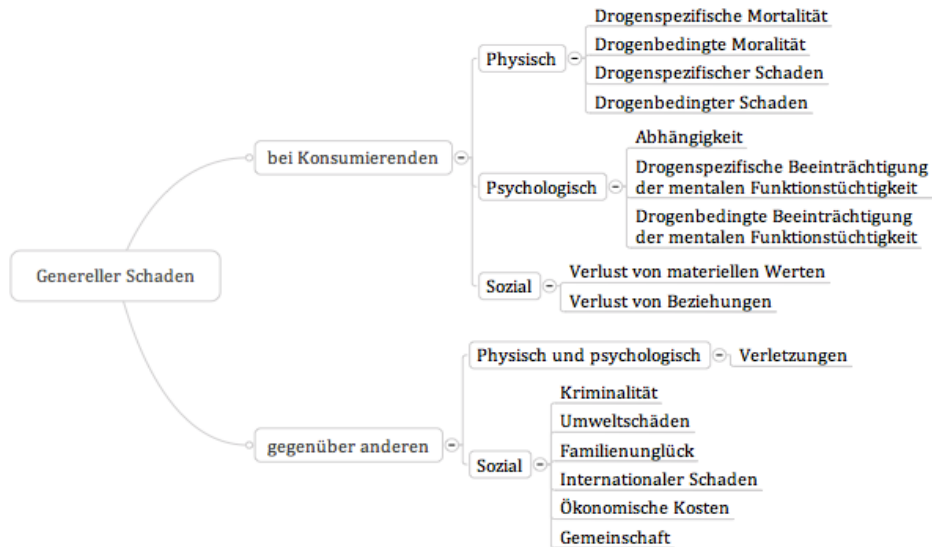 Genereller Schaden
bei Konsumierenden
Physisch
Drogenspezifische Mortalität
Drogenbedingte Moralität
Drogenspezifischer Schaden
Drogenbedingter Schaden
Psychologisch
Abhängigkeit
Drogenspezifische Beeinträchtigung
der mentalen Funktionstüchtigkeit
Drogenbedingte Beeinträchtigung
der mentalen Funktionstüchtigkeit
Sozial
Verlust von materiellen Werten
Verlust von Beziehungen
gegenüber anderen
Physisch und psychologisch
Verletzungen
Sozial
Kriminalität
Umweltschäden
Familienunglück
Internationaler Schaden
Ökonomische Kosten
Gemeinschaft